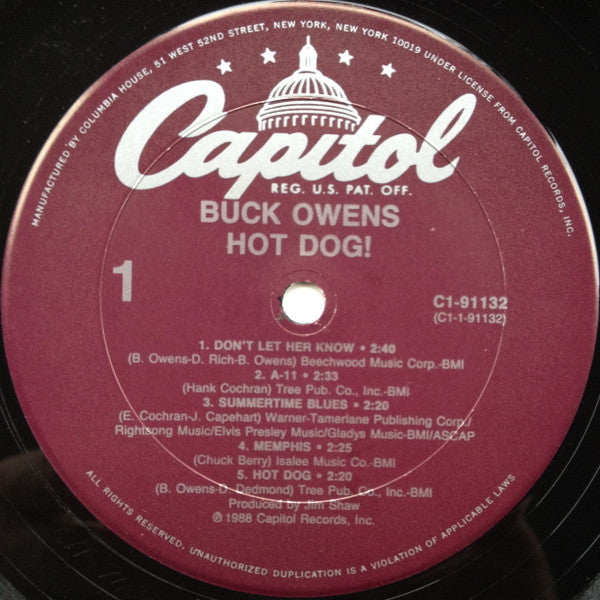 MANUFACTURED BY COLUMBIA HOUSE, 51 WEST 52ND STREET, NEW YORK, NEW YORK 10019 UNDER LICENSE FROM CAPITOL RECORDS, INC.
Capitol
REG. U.S. PAT. OFF.
BUCK OWENS
HOT DOG!
1
C1-91132
(C1-1-91132)
1. DON'T LET HER KNOW • 2:40
(B. Owens-D. Rich-B. Owens) Beechwood Music Corp.-BMI
2. A-11 • 2:33
(Hank Cochran) Tree Pub. Co., Inc.-BMI
3. SUMMERTIME BLUES • 2:20
(E. Cochran-J. Capehart) Warner-Tamerlane Publishing Corp./
Rightsong Music/Elvis Presley Music/Gladys Music-BMI/ASCAP
4. MEMPHIS • 2:25
(Chuck Berry) Isalee Music Co.-BMI
5. HOT DOG • 2:20
(B. Owens-D. Dedmond) Tree Pub. Co., Inc.-BMI
Produced by Jim Shaw
℗ 1988 Capitol Records, Inc.
ALL RIGHTS RESERVED. UNAUTHORIZED DUPLICATION IS A VIOLATION OF APPLICABLE LAWS